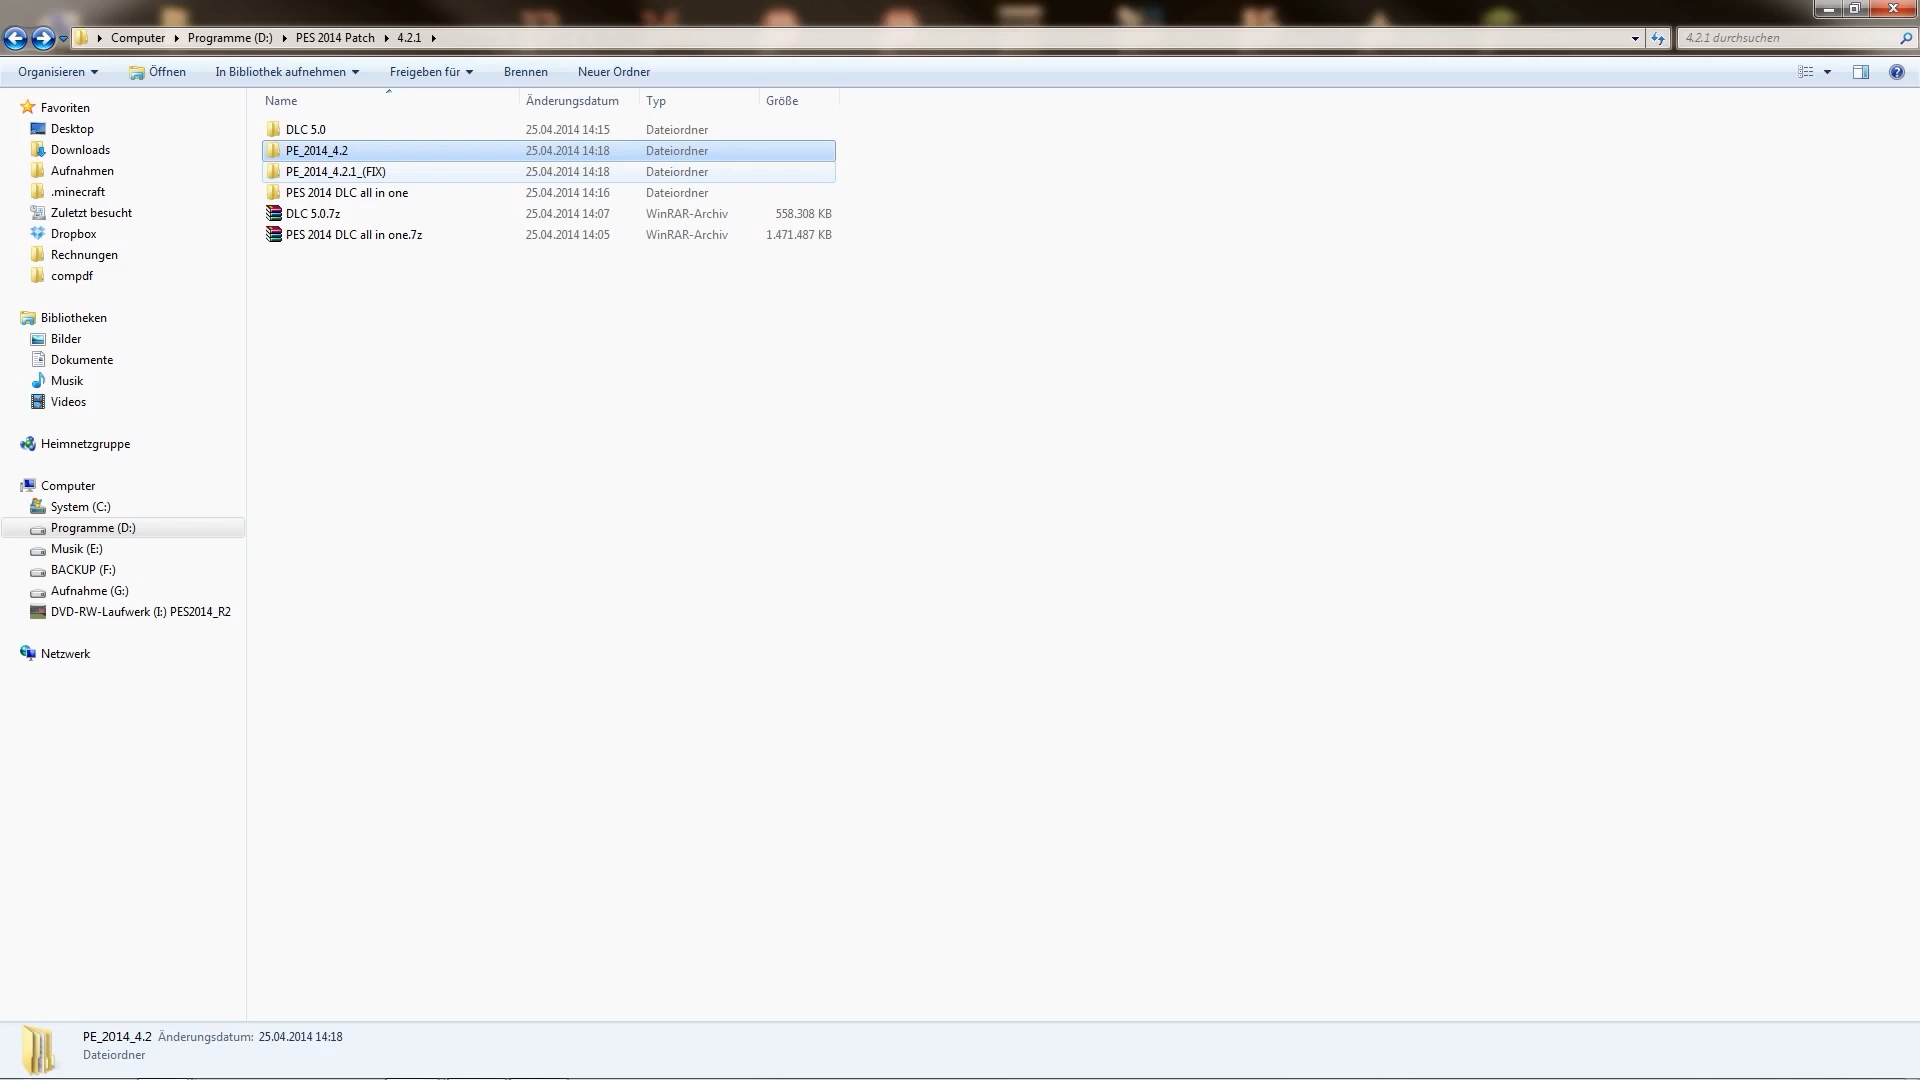 Computer Programme (D:) PES 2014 Patch 4.2.1 4.2.1 durchsuchen
Organisieren Öffnen In Bibliothek aufnehmen Freigeben für Brennen Neuer Ordner
Favoriten
Desktop
Downloads
Aufnahmen
.minecraft
Zuletzt besucht
Dropbox
Rechnungen
compdf
Bibliotheken
Bilder
Dokumente
Musik
Videos
Heimnetzgruppe
Computer
System (C:)
Programme (D:)
Musik (E:)
BACKUP (F:)
Aufnahme (G:)
DVD-RW-Laufwerk (I:) PES2014_R2
Netzwerk
Name Änderungsdatum Typ Größe
DLC 5.0 25.04.2014 14:15 Dateiordner
PE_2014_4.2 25.04.2014 14:18 Dateiordner
PE_2014_4.2.1_(FIX) 25.04.2014 14:18 Dateiordner
PES 2014 DLC all in one 25.04.2014 14:16 Dateiordner
DLC 5.0.7z 25.04.2014 14:07 WinRAR-Archiv 558.308 KB
PES 2014 DLC all in one.7z 25.04.2014 14:05 WinRAR-Archiv 1.471.487 KB
PE_2014_4.2 Änderungsdatum: 25.04.2014 14:18
Dateiordner